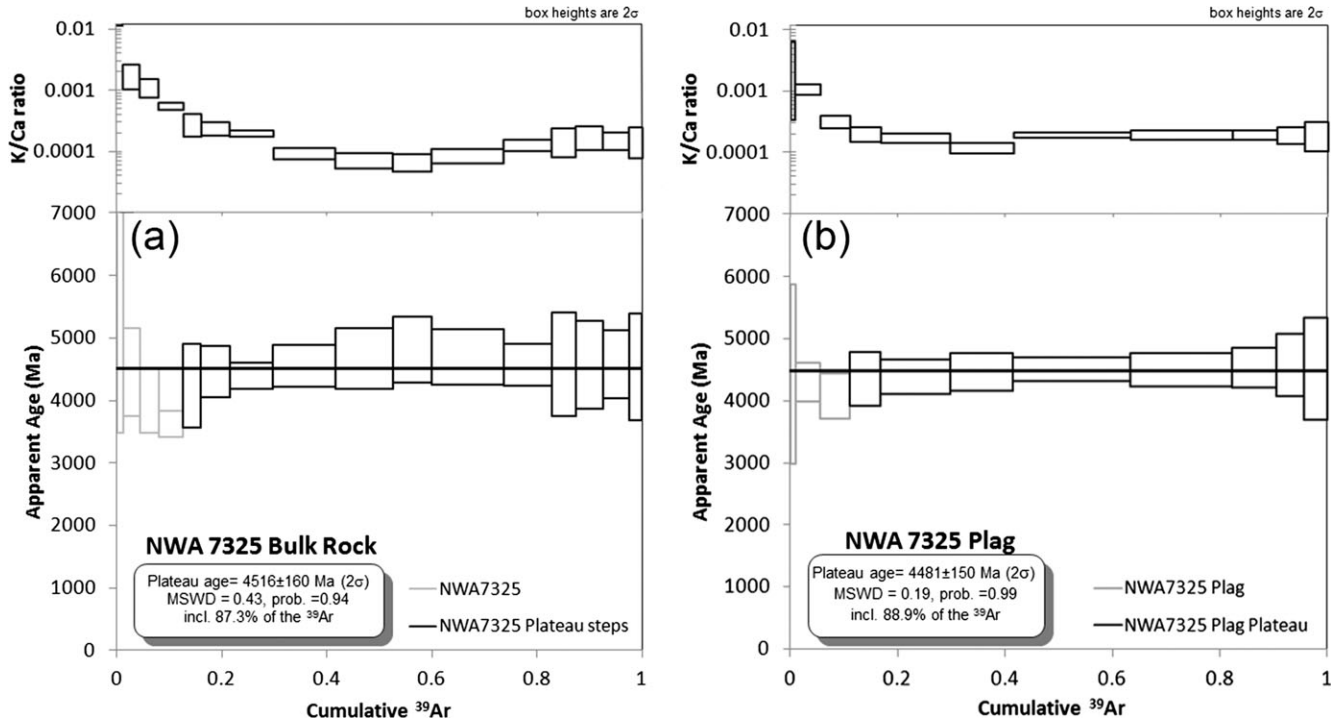 box heights are 2σ
K/Ca ratio
0.01
0.001
0.0001
7000
6000
5000
4000
3000
2000
1000
0
Apparent Age (Ma)
(a)
NWA 7325 Bulk Rock
Plateau age= 4516±160 Ma (2σ)
MSWD = 0.43, prob. =0.94
incl. 87.3% of the ³⁹Ar
NWA7325
NWA7325 Plateau steps
0 0.2 0.4 0.6 0.8 1
Cumulative ³⁹Ar
box heights are 2σ
K/Ca ratio
0.01
0.001
0.0001
7000
6000
5000
4000
3000
2000
1000
0
Apparent Age (Ma)
(b)
NWA 7325 Plag
Plateau age= 4481±150 Ma (2σ)
MSWD = 0.19, prob. =0.99
incl. 88.9% of the ³⁹Ar
NWA7325 Plag
NWA7325 Plag Plateau
0 0.2 0.4 0.6 0.8 1
Cumulative ³⁹Ar